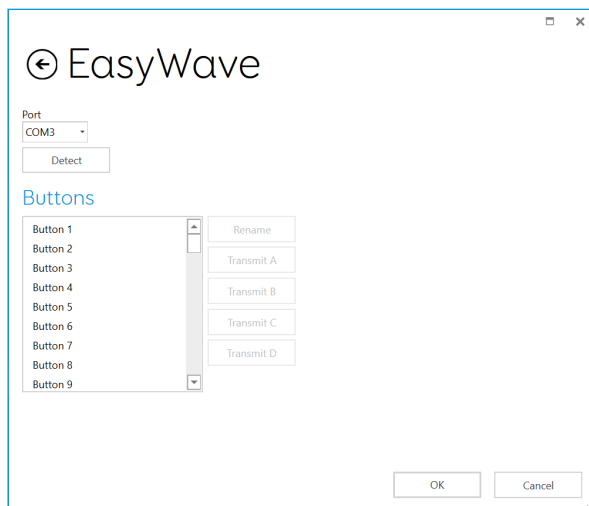 EasyWave
Port
COM3
Detect
Buttons
Button 1
Button 2
Button 3
Button 4
Button 5
Button 6
Button 7
Button 8
Button 9
Rename
Transmit A
Transmit B
Transmit C
Transmit D
OK
Cancel